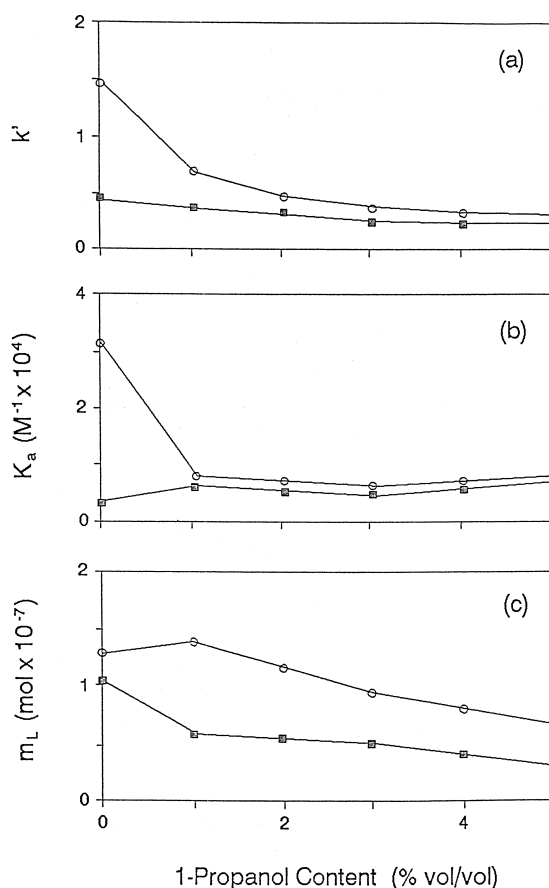 2
(a)
k'
1
0
4
(b)
Kₐ (M⁻¹ x 10⁴)
2
0
2
(c)
m_L (mol x 10⁻⁷)
1
0
0 2 4
1-Propanol Content (% vol/vol)